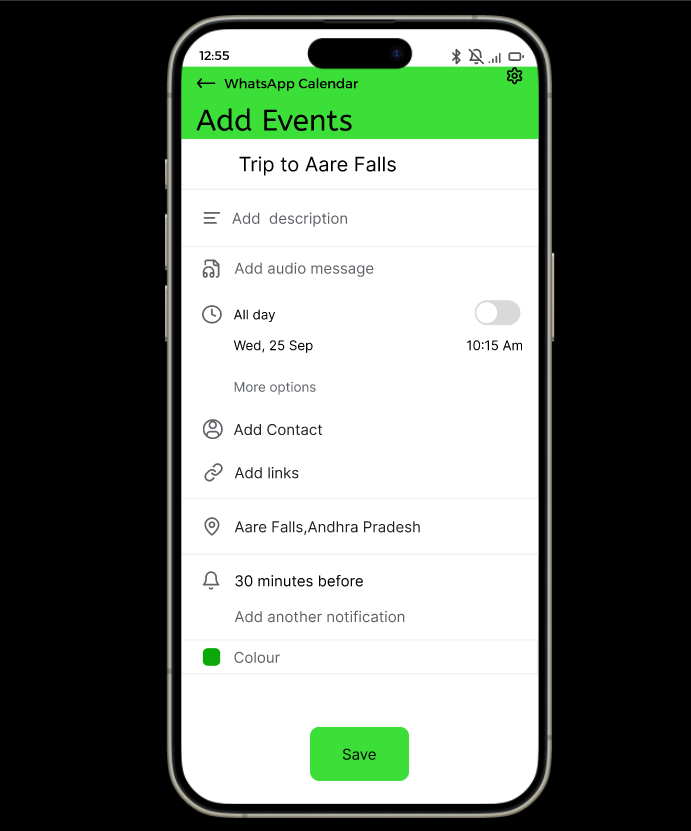 12:55
WhatsApp Calendar
Add Events
Trip to Aare Falls
Add  description
Add audio message
All day
Wed, 25 Sep 10:15 Am
More options
Add Contact
Add links
Aare Falls,Andhra Pradesh
30 minutes before
Add another notification
Colour
Save